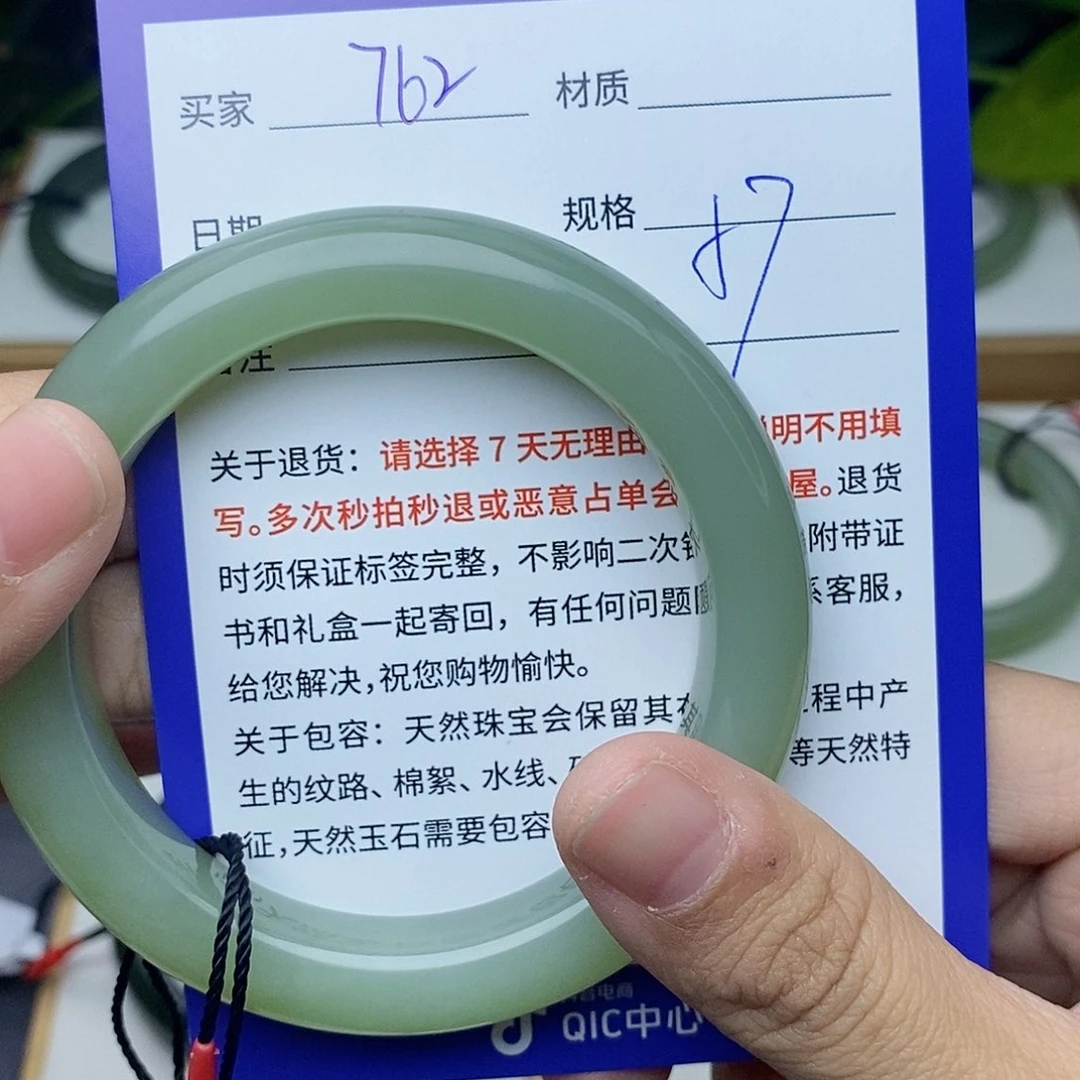 买家 762 材质
日期 规格 57
注
关于退货：请选择 7 天无理由 明不用填
写。多次秒拍秒退或恶意占单会 屋。退货
时须保证标签完整，不影响二次 附带证
书和礼盒一起寄回，有任何问题 系客服，
给您解决，祝您购物愉快。
关于包容：天然珠宝会保留其 程中产
生的纹路、棉絮、水线、 等天然特
征，天然玉石需要包容
抖音电商
QIC中心